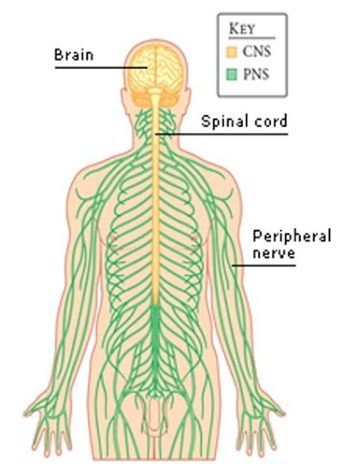 KEY
CNS
PNS
Brain
Spinal cord
Peripheral
nerve